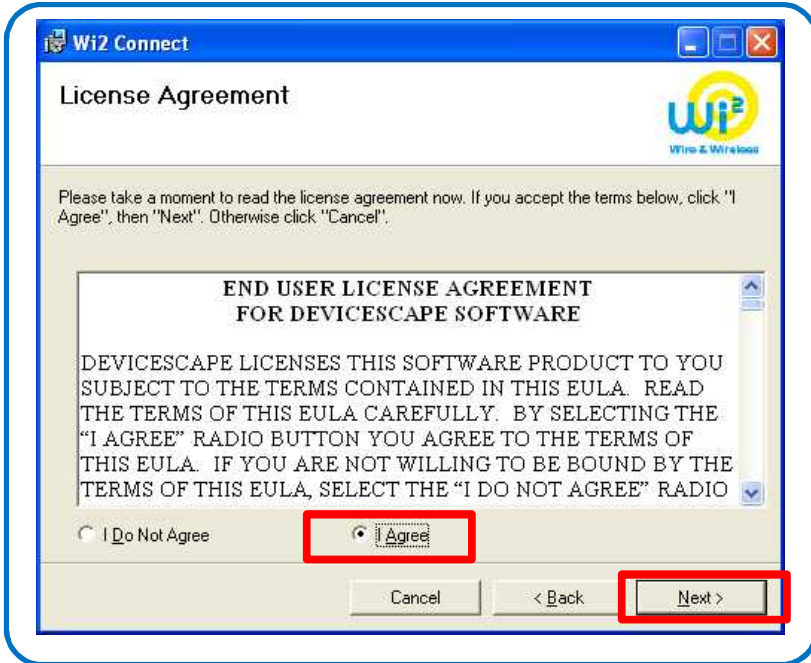 Wi2 Connect
License Agreement
Wi2
Wire & Wireless
Please take a moment to read the license agreement now. If you accept the terms below, click "I
Agree", then "Next". Otherwise click "Cancel".
END USER LICENSE AGREEMENT
FOR DEVICESCAPE SOFTWARE
DEVICESCAPE LICENSES THIS SOFTWARE PRODUCT TO YOU
SUBJECT TO THE TERMS CONTAINED IN THIS EULA. READ
THE TERMS OF THIS EULA CAREFULLY. BY SELECTING THE
“I AGREE” RADIO BUTTON YOU AGREE TO THE TERMS OF
THIS EULA. IF YOU ARE NOT WILLING TO BE BOUND BY THE
TERMS OF THIS EULA, SELECT THE “I DO NOT AGREE” RADIO
I Do Not Agree
I Agree
Cancel
< Back
Next >